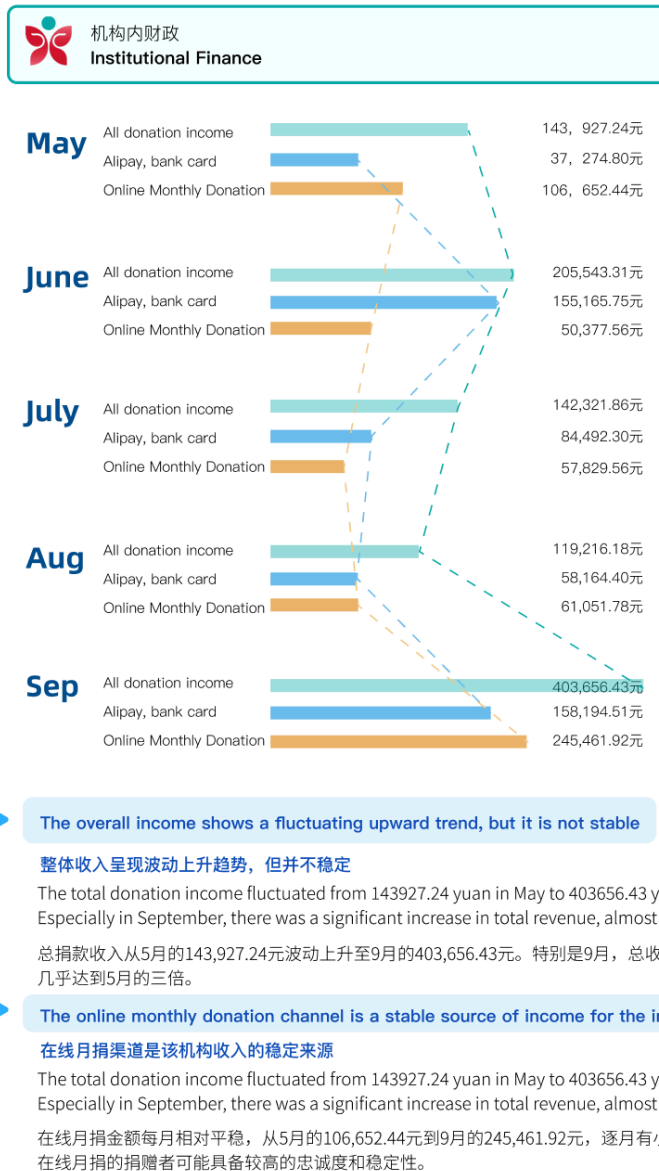 机构内财政
Institutional Finance
May
All donation income 143，927.24元
Alipay, bank card 37，274.80元
Online Monthly Donation 106，652.44元
June
All donation income 205,543.31元
Alipay, bank card 155,165.75元
Online Monthly Donation 50,377.56元
July
All donation income 142,321.86元
Alipay, bank card 84,492.30元
Online Monthly Donation 57,829.56元
Aug
All donation income 119,216.18元
Alipay, bank card 58,164.40元
Online Monthly Donation 61,051.78元
Sep
All donation income 403,656.43元
Alipay, bank card 158,194.51元
Online Monthly Donation 245,461.92元
The overall income shows a fluctuating upward trend, but it is not stable
整体收入呈现波动上升趋势，但并不稳定
The total donation income fluctuated from 143927.24 yuan in May to 403656.43 y
Especially in September, there was a significant increase in total revenue, almost
总捐款收入从5月的143,927.24元波动上升至9月的403,656.43元。特别是9月，总收
几乎达到5月的三倍。
The online monthly donation channel is a stable source of income for the
在线月捐渠道是该机构收入的稳定来源
The total donation income fluctuated from 143927.24 yuan in May to 403656.43 y
Especially in September, there was a significant increase in total revenue, almost
在线月捐金额每月相对平稳，从5月的106,652.44元到9月的245,461.92元，逐月有
在线月捐的捐赠者可能具备较高的忠诚度和稳定性。